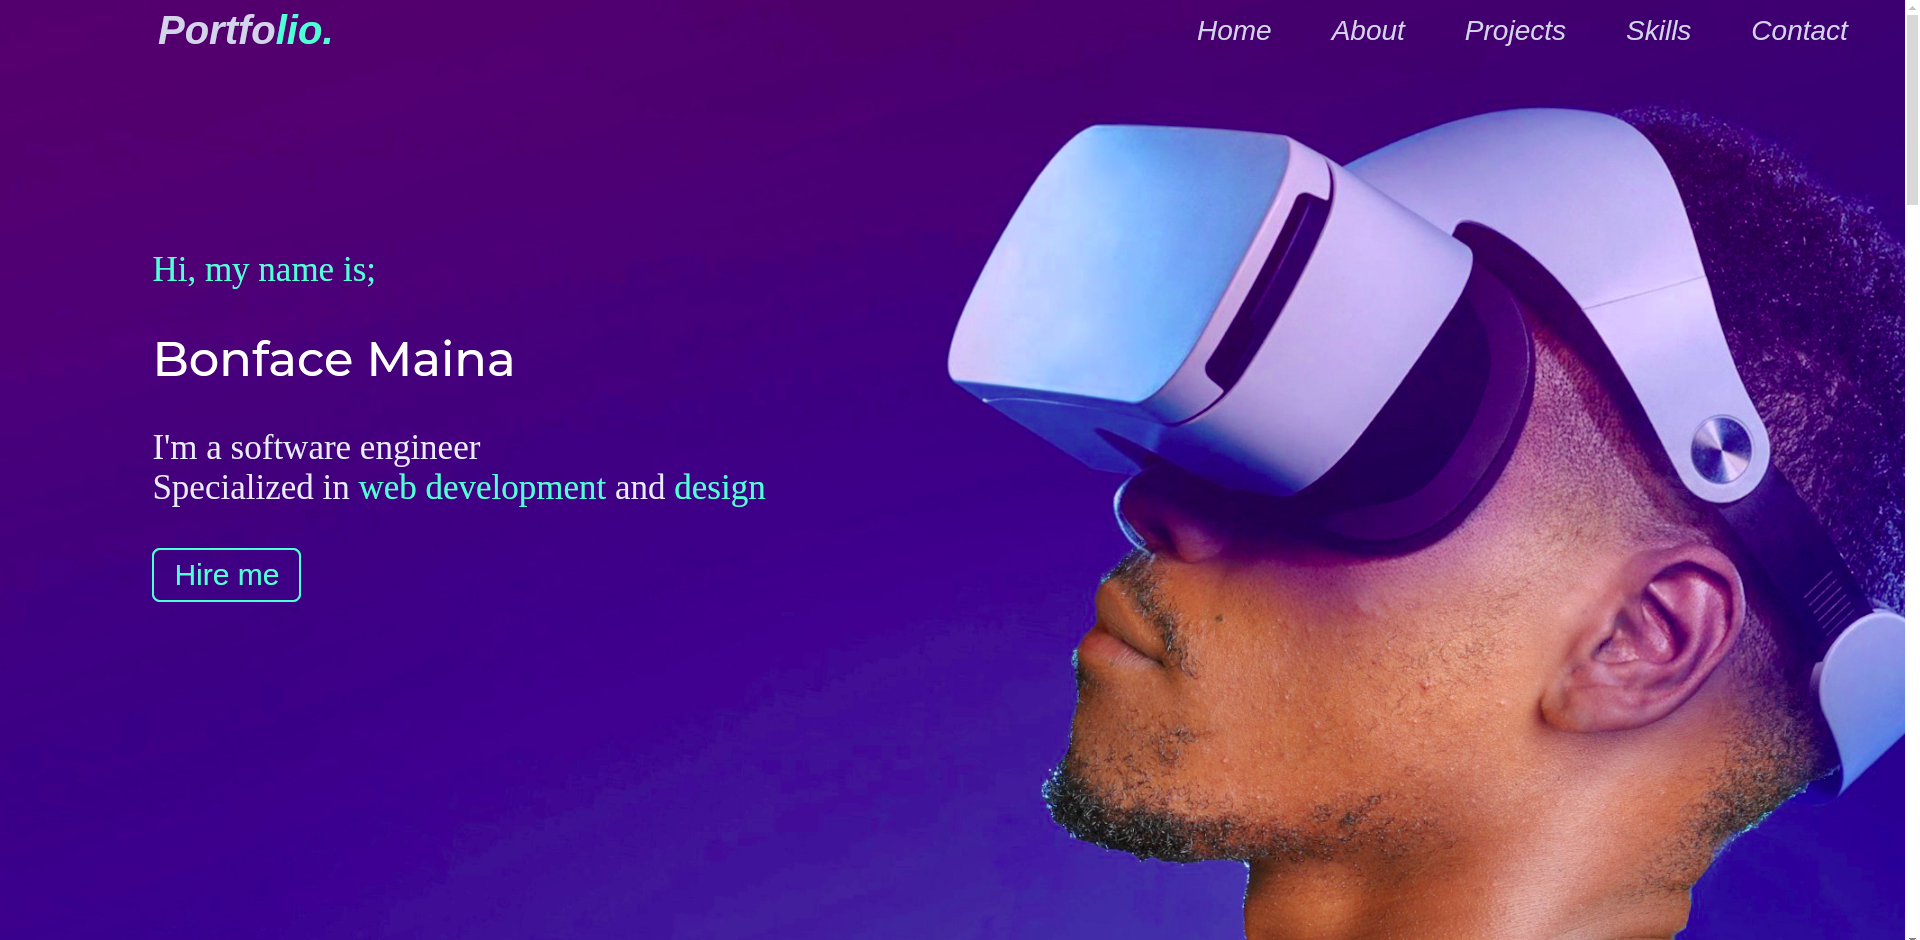 Portfolio.
Home About Projects Skills Contact
Hi, my name is;
Bonface Maina
I'm a software engineer
Specialized in web development and design
Hire me